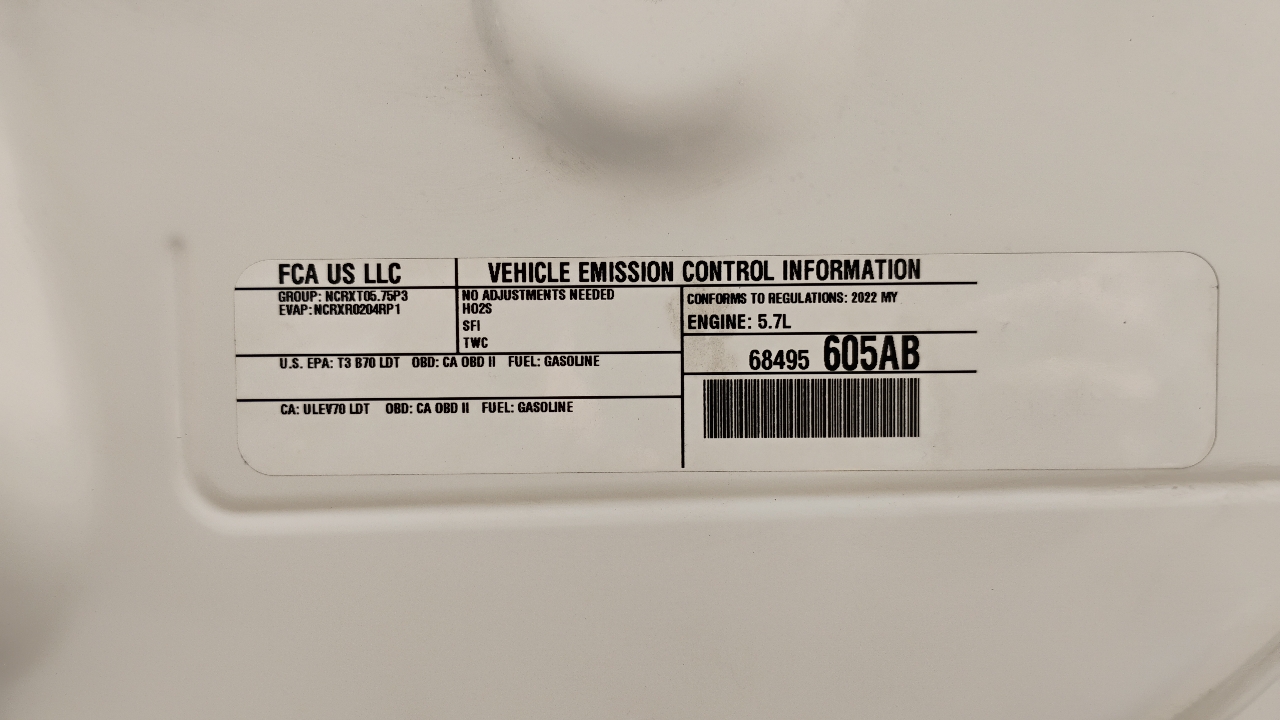 FCA US LLC
VEHICLE EMISSION CONTROL INFORMATION
GROUP: NCRXT05.75P3
EVAP:NCRXR0204RP1
NO ADJUSTMENTS NEEDED
HO2S
SFI
TWC
CONFORMS TO REGULATIONS: 2022 MY
ENGINE: 5.7L
68495 605AB
U.S. EPA: T3 B70 LDT OBD: CA OBD II FUEL: GASOLINE
CA: ULEV70 LDT OBD: CA OBD II FUEL: GASOLINE